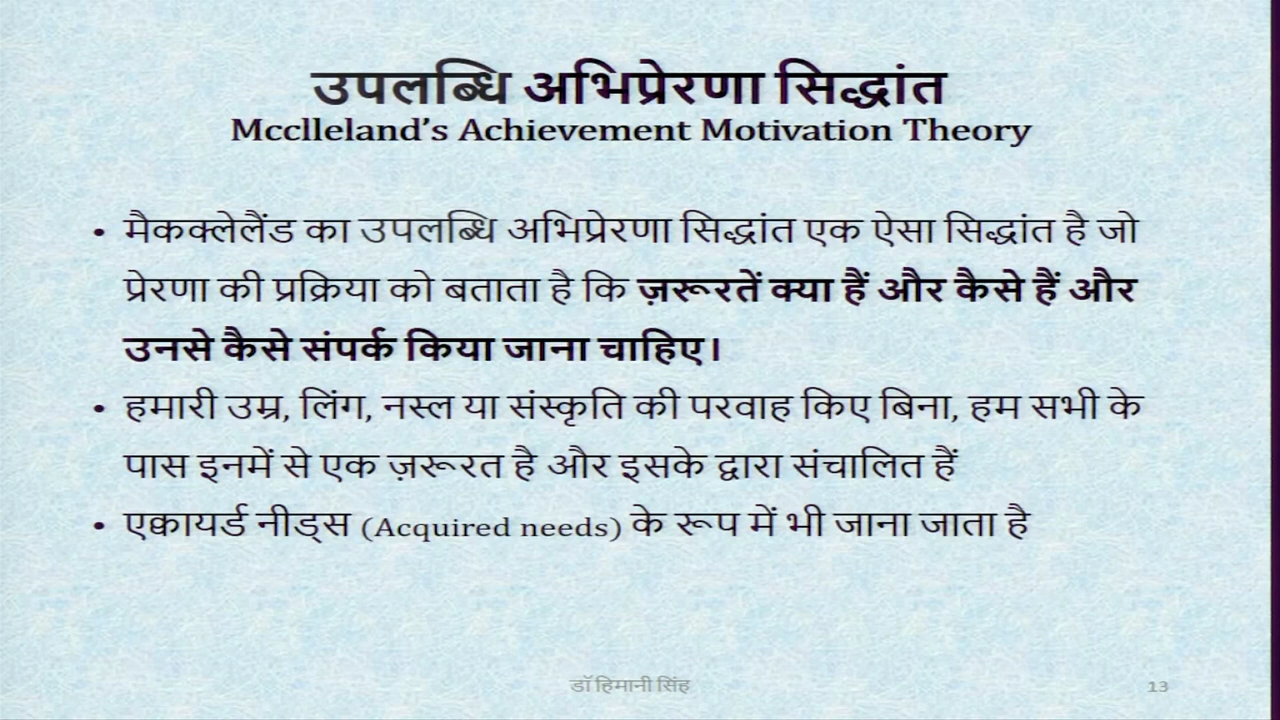 उपलब्धि अभिप्रेरणा सिद्धांत
Mcclleland's Achievement Motivation Theory
• मैकक्लेलैंड का उपलब्धि अभिप्रेरणा सिद्धांत एक ऐसा सिद्धांत है जो
प्रेरणा की प्रक्रिया को बताता है कि ज़रूरतें क्या हैं और कैसे हैं और
उनसे कैसे संपर्क किया जाना चाहिए।
• हमारी उम्र, लिंग, नस्ल या संस्कृति की परवाह किए बिना, हम सभी के
पास इनमें से एक ज़रूरत है और इसके द्वारा संचालित हैं
• एक्वायर्ड नीड्स (Acquired needs) के रूप में भी जाना जाता है
डॉ हिमानी सिंह
13